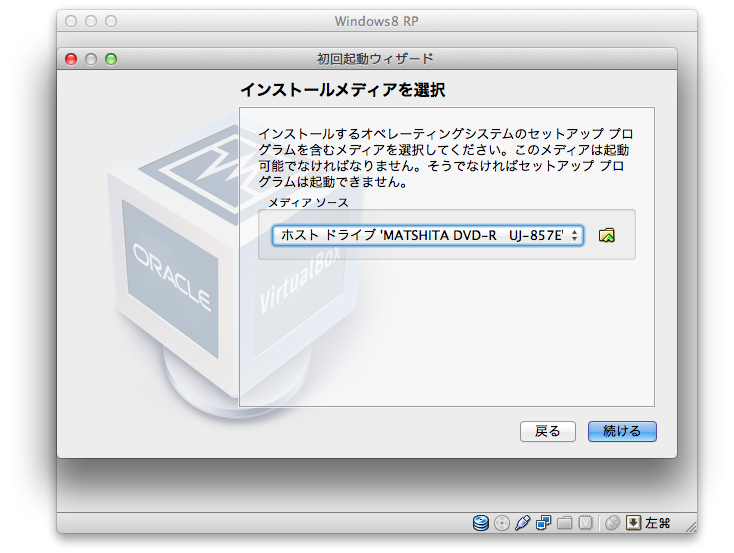 Windows8 RP
初回起動ウィザード
インストールメディアを選択
インストールするオペレーティングシステムのセットアップ プロ
グラムを含むメディアを選択してください。このメディアは起動
可能でなければなりません。そうでなければセットアップ プロ
グラムは起動できません。
メディア ソース
ホスト ドライブ 'MATSHITA DVD-R   UJ-857E'
ORACLE
VirtualBox
戻る
続ける
左⌘